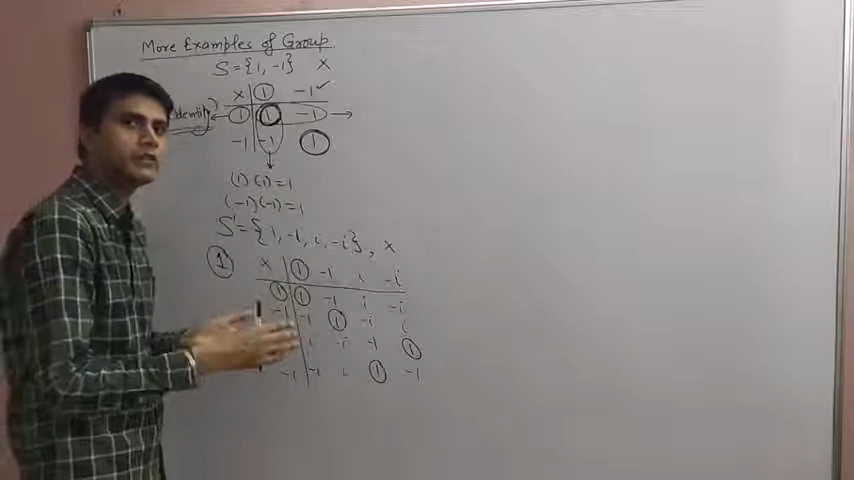 More Examples of Group
S = {1, -1} ×
× 1 -1 ✓
Identity ← 1 1 -1 →
-1 -1 1
(1)(1) = 1
(-1)(-1) = 1
S' = {1, -1, i, -i}, ×
1 × 1 -1 i -i
1 1 -1 i -i
-1 -1 1 -i i
i -i -1 1
-i -i i 1 -1